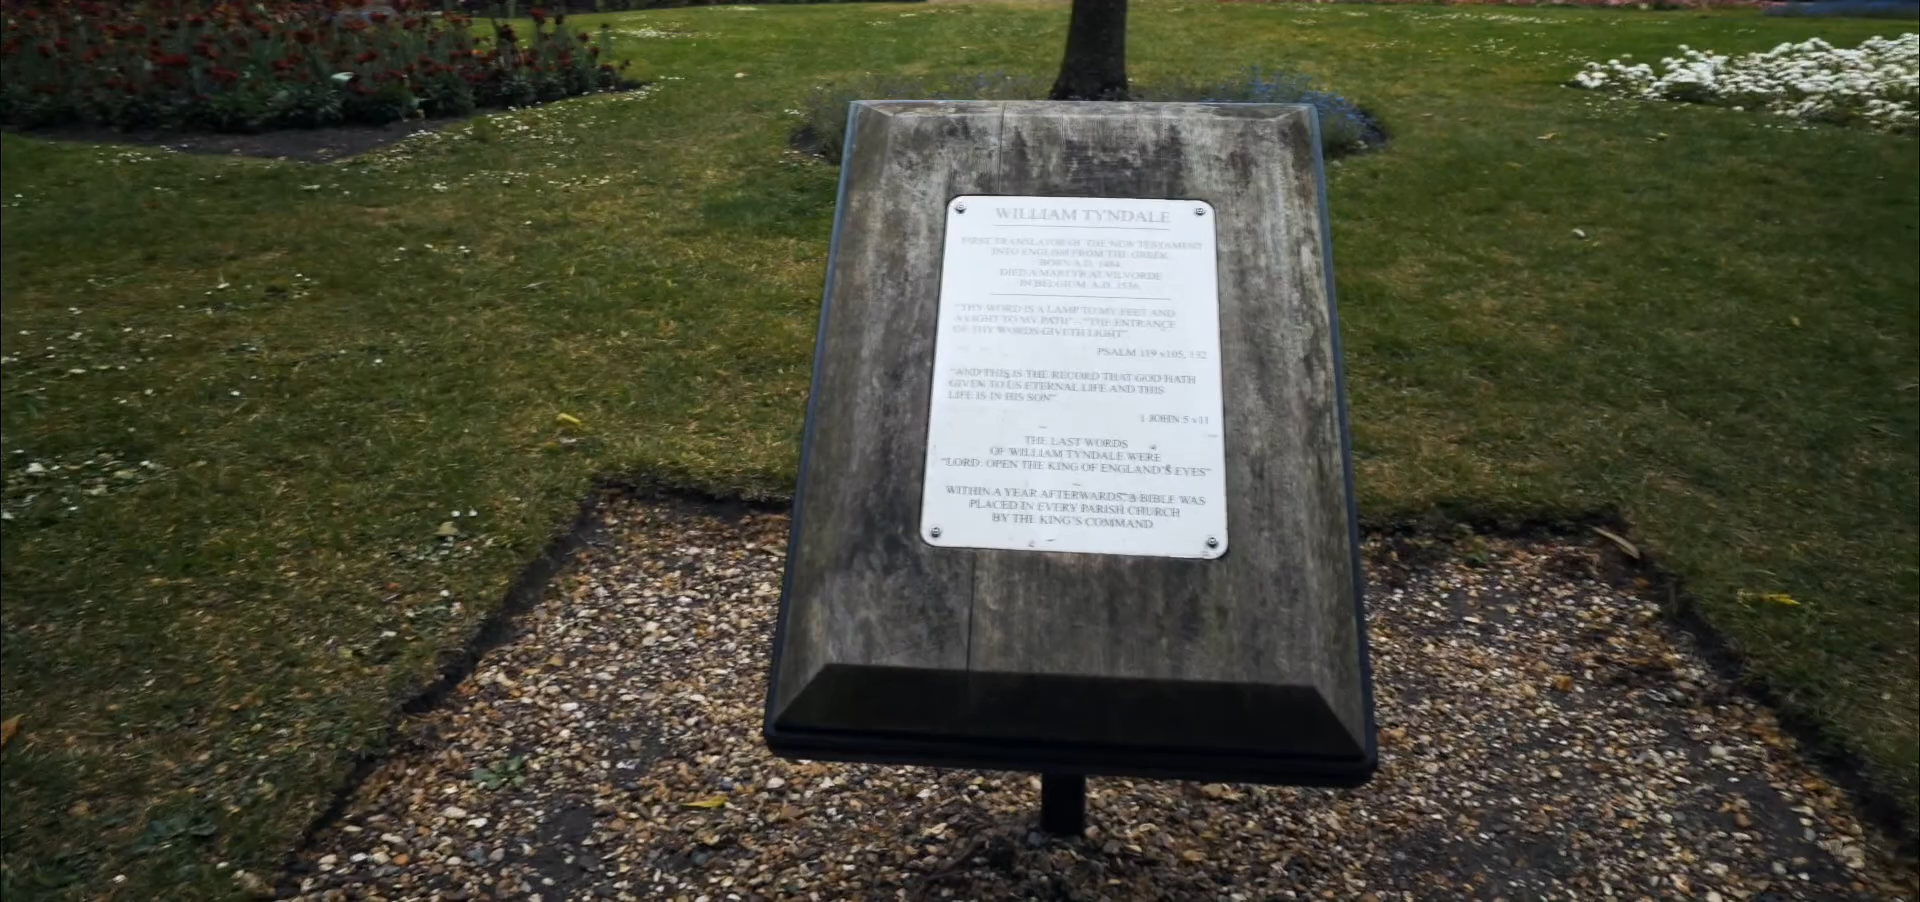 WILLIAM TYNDALE
FIRST TRANSLATOR OF THE NEW TESTAMENT
INTO ENGLISH FROM THE GREEK.
BORN A.D. 1484.
DIED A MARTYR AT VILVORDE
IN BELGIUM A.D. 1536.
"THY WORD IS A LAMP TO MY FEET AND
A LIGHT TO MY PATH" - "THE ENTRANCE
OF THY WORDS GIVETH LIGHT"
PSALM 119 v105, 132
"AND THIS IS THE RECORD THAT GOD HATH
GIVEN TO US ETERNAL LIFE AND THIS
LIFE IS IN HIS SON"
1 JOHN 5 v11
THE LAST WORDS
OF WILLIAM TYNDALE WERE
"LORD: OPEN THE KING OF ENGLAND'S EYES"
WITHIN A YEAR AFTERWARDS, A BIBLE WAS
PLACED IN EVERY PARISH CHURCH
BY THE KING'S COMMAND